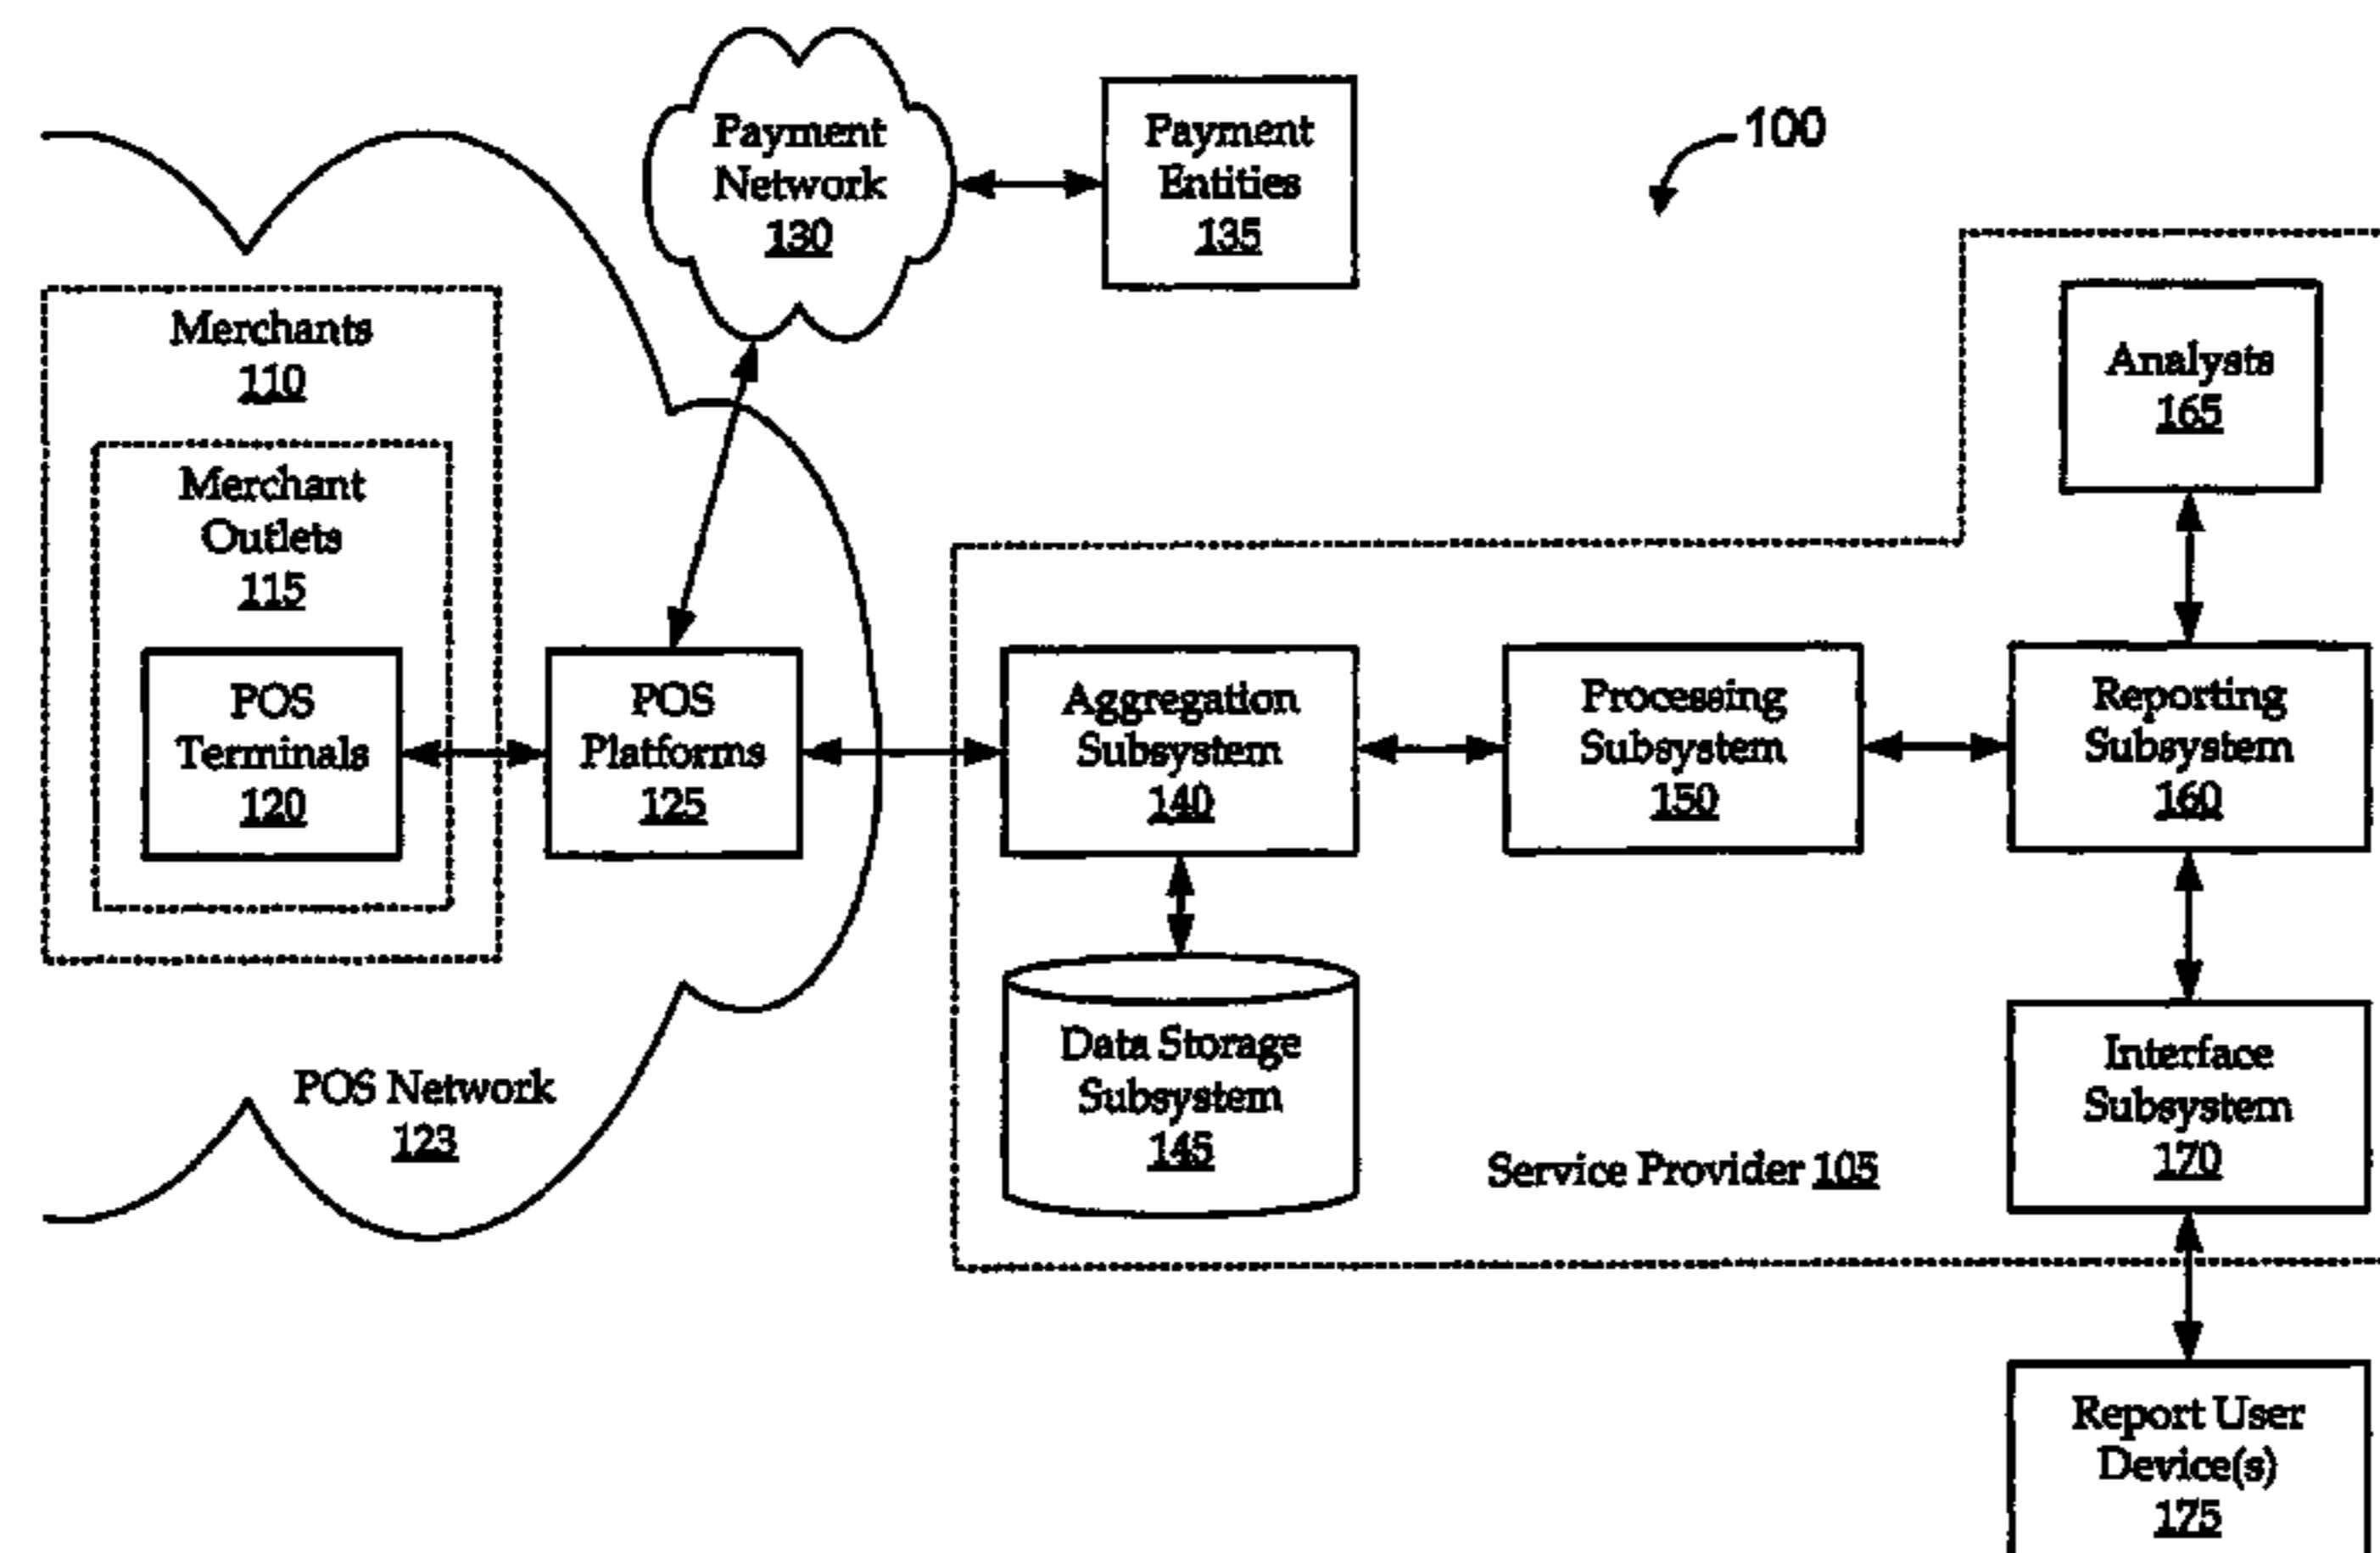 Payment
Network
130
Payment
Entities
135
100
Merchants
110
Merchant
Outlets
115
POS
Terminals
120
POS
Platforms
125
POS Network
123
Analysts
165
Aggregation
Subsystem
140
Processing
Subsystem
150
Reporting
Subsystem
160
Data Storage
Subsystem
145
Service Provider 105
Interface
Subsystem
170
Report User
Device(s)
175